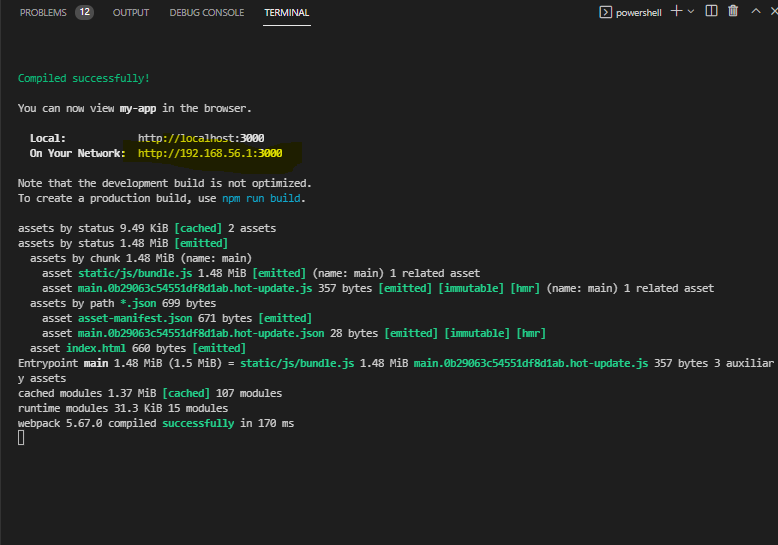 PROBLEMS 12 OUTPUT DEBUG CONSOLE TERMINAL powershell
Compiled successfully!
You can now view my-app in the browser.
Local: http://localhost:3000
On Your Network: http://192.168.56.1:3000
Note that the development build is not optimized.
To create a production build, use npm run build.
assets by status 9.49 KiB [cached] 2 assets
assets by status 1.48 MiB [emitted]
assets by chunk 1.48 MiB (name: main)
asset static/js/bundle.js 1.48 MiB [emitted] (name: main) 1 related asset
asset main.0b29063c54551df8d1ab.hot-update.js 357 bytes [emitted] [immutable] [hmr] (name: main) 1 related asset
assets by path *.json 699 bytes
asset asset-manifest.json 671 bytes [emitted]
asset main.0b29063c54551df8d1ab.hot-update.json 28 bytes [emitted] [immutable] [hmr]
asset index.html 660 bytes [emitted]
Entrypoint main 1.48 MiB (1.5 MiB) = static/js/bundle.js 1.48 MiB main.0b29063c54551df8d1ab.hot-update.js 357 bytes 3 auxiliar
y assets
cached modules 1.37 MiB [cached] 107 modules
runtime modules 31.3 KiB 15 modules
webpack 5.67.0 compiled successfully in 170 ms